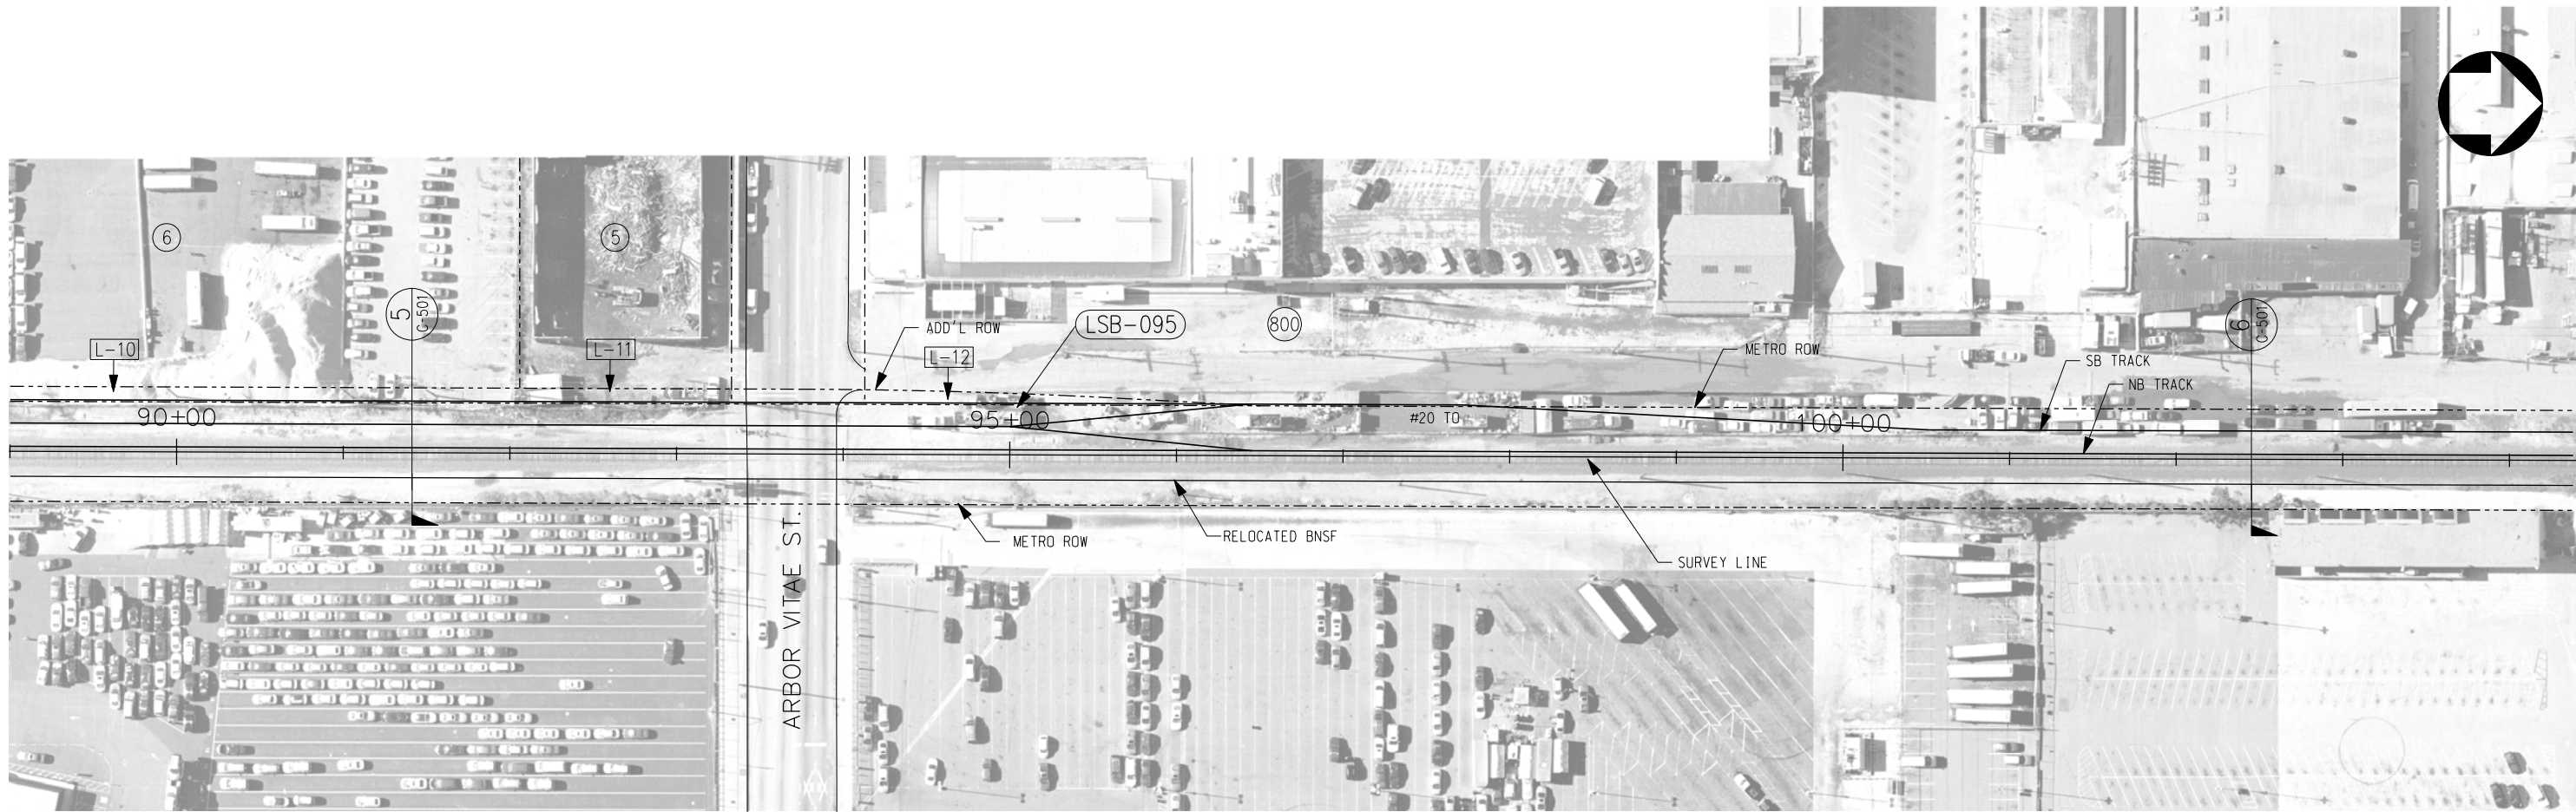 6
5
5
C-501
ADD'L ROW
LSB-095
800
6
C-501
L-10
L-11
L-12
METRO ROW
SB TRACK
NB TRACK
90+00
95+00
#20 TO
100+00
METRO ROW
RELOCATED BNSF
SURVEY LINE
ARBOR VITAE ST.